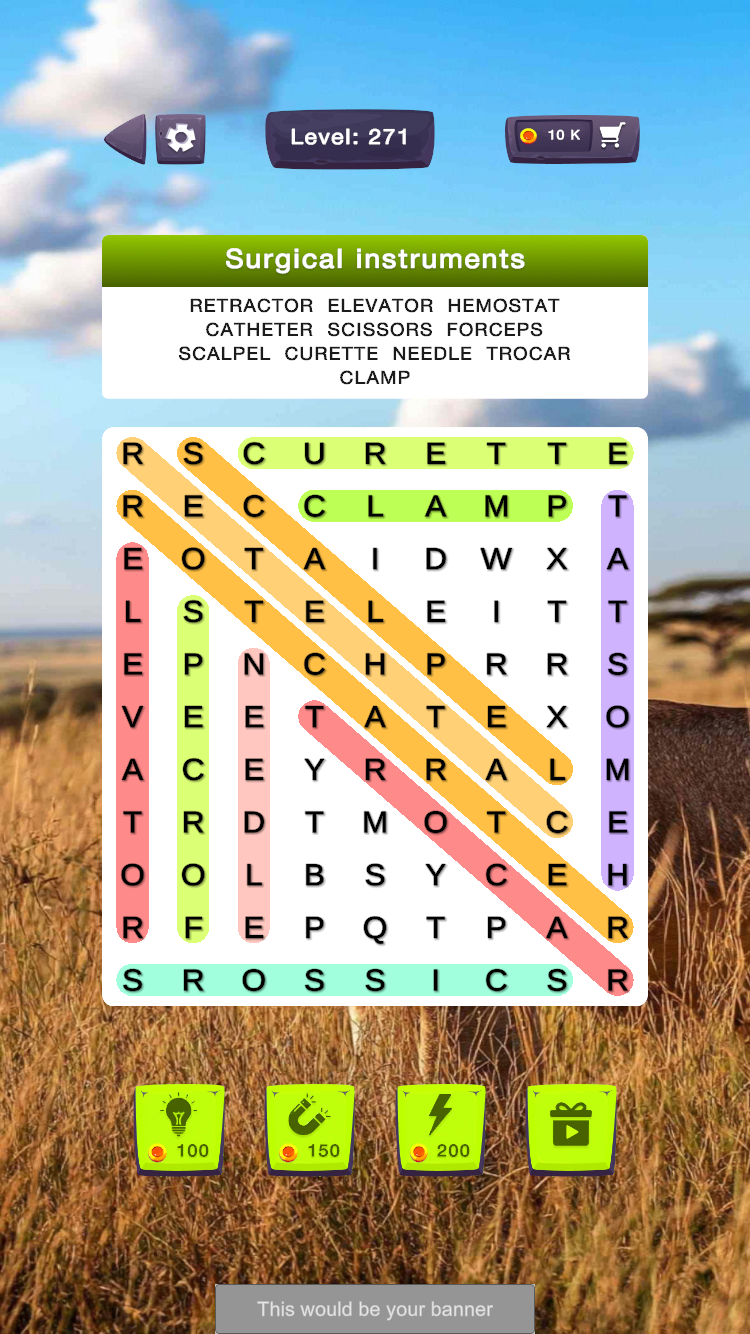 Level: 271
10 K
Surgical instruments
RETRACTOR ELEVATOR HEMOSTAT
CATHETER SCISSORS FORCEPS
SCALPEL CURETTE NEEDLE TROCAR
CLAMP
R S C U R E T T E
R E C C L A M P T
E O T A I D W X A
L S T E L E I T T
E P N C H P R R S
V E E T A T E X O
A C E Y R R A L M
T R D T M O T C E
O F L B S Y C E H
R F E P Q T P A R
S R O S S I C S R
100 150 200
This would be your banner